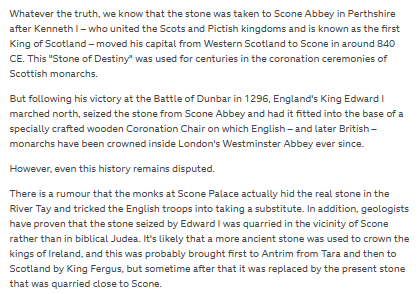 Whatever the truth, we know that the stone was taken to Scone Abbey in Perthshire
after Kenneth I – who united the Scots and Pictish kingdoms and is known as the first
King of Scotland – moved his capital from Western Scotland to Scone in around 840
CE. This "Stone of Destiny" was used for centuries in the coronation ceremonies of
Scottish monarchs.
But following his victory at the Battle of Dunbar in 1296, England's King Edward I
marched north, seized the stone from Scone Abbey and had it fitted into the base of a
specially crafted wooden Coronation Chair on which English – and later British –
monarchs have been crowned inside London's Westminster Abbey ever since.
However, even this history remains disputed.
There is a rumour that the monks at Scone Palace actually hid the real stone in the
River Tay and tricked the English troops into taking a substitute. In addition, geologists
have proven that the stone seized by Edward I was quarried in the vicinity of Scone
rather than in biblical Judea. It's likely that a more ancient stone was used to crown the
kings of Ireland, and this was probably brought first to Antrim from Tara and then to
Scotland by King Fergus, but sometime after that it was replaced by the present stone
that was quarried close to Scone.